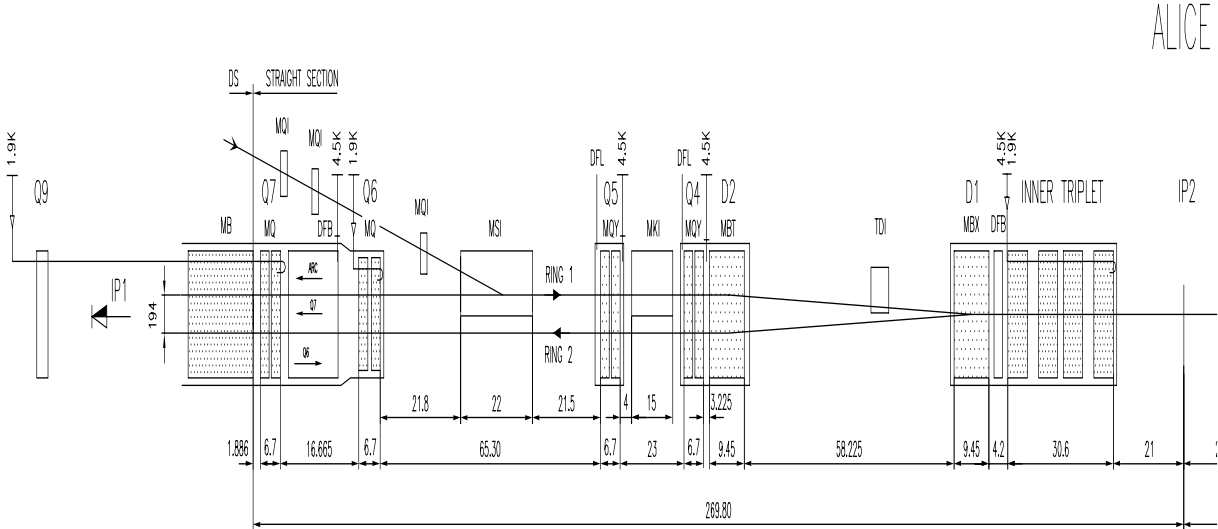 ALICE
DS STRAIGHT SECTION
1.9K
MQI
MQI
4.5K
1.9K
DFL
4.5K
DFL
4.5K
4.5K
1.9K
Q9
Q7
Q6
MQI
Q5
Q4
D2
D1
INNER TRIPLET
IP2
MB
MQ
DFB
MQ
MSI
MQY
MKI
MQY
MBT
TDI
MBX
DFB
ARC
RING 1
IP1
194
Q7
RING 2
Q6
21.8
22
21.5
4
15
3.225
1.886
6.7
16.665
6.7
65.30
6.7
23
6.7
9.45
58.225
9.45
4.2
30.6
21
269.80